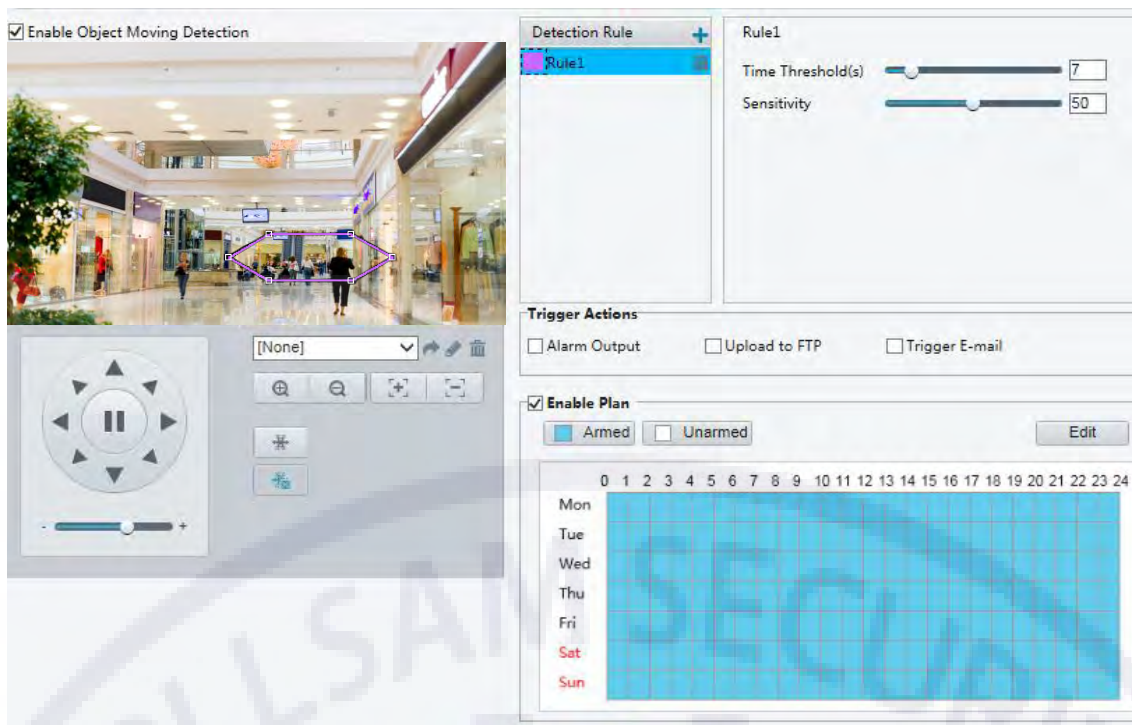 Enable Object Moving Detection
Detection Rule
Rule1
Rule1
Time Threshold(s) 7
Sensitivity 50
Trigger Actions
Alarm Output Upload to FTP Trigger E-mail
[None]
Enable Plan
Armed Unarmed Edit
0 1 2 3 4 5 6 7 8 9 10 11 12 13 14 15 16 17 18 19 20 21 22 23 24
Mon
Tue
Wed
Thu
Fri
Sat
Sun